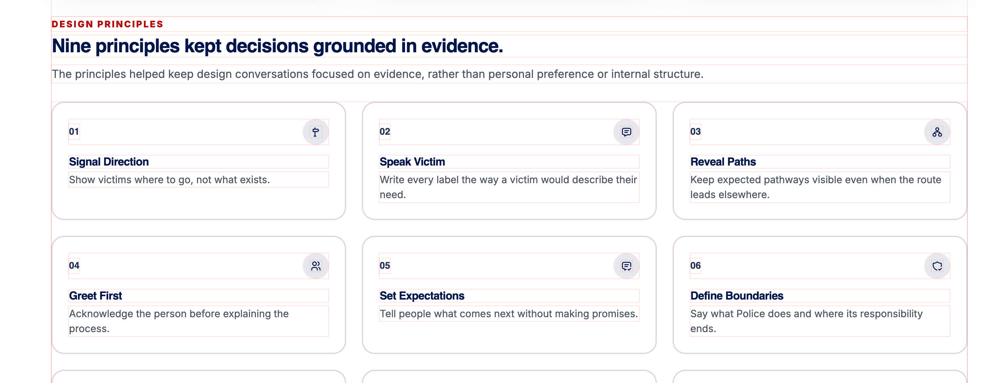 DESIGN PRINCIPLES
Nine principles kept decisions grounded in evidence.
The principles helped keep design conversations focused on evidence, rather than personal preference or internal structure.
01
Signal Direction
Show victims where to go, not what exists.
02
Speak Victim
Write every label the way a victim would describe their
need.
03
Reveal Paths
Keep expected pathways visible even when the route
leads elsewhere.
04
Greet First
Acknowledge the person before explaining the
process.
05
Set Expectations
Tell people what comes next without making promises.
06
Define Boundaries
Say what Police does and where its responsibility
ends.